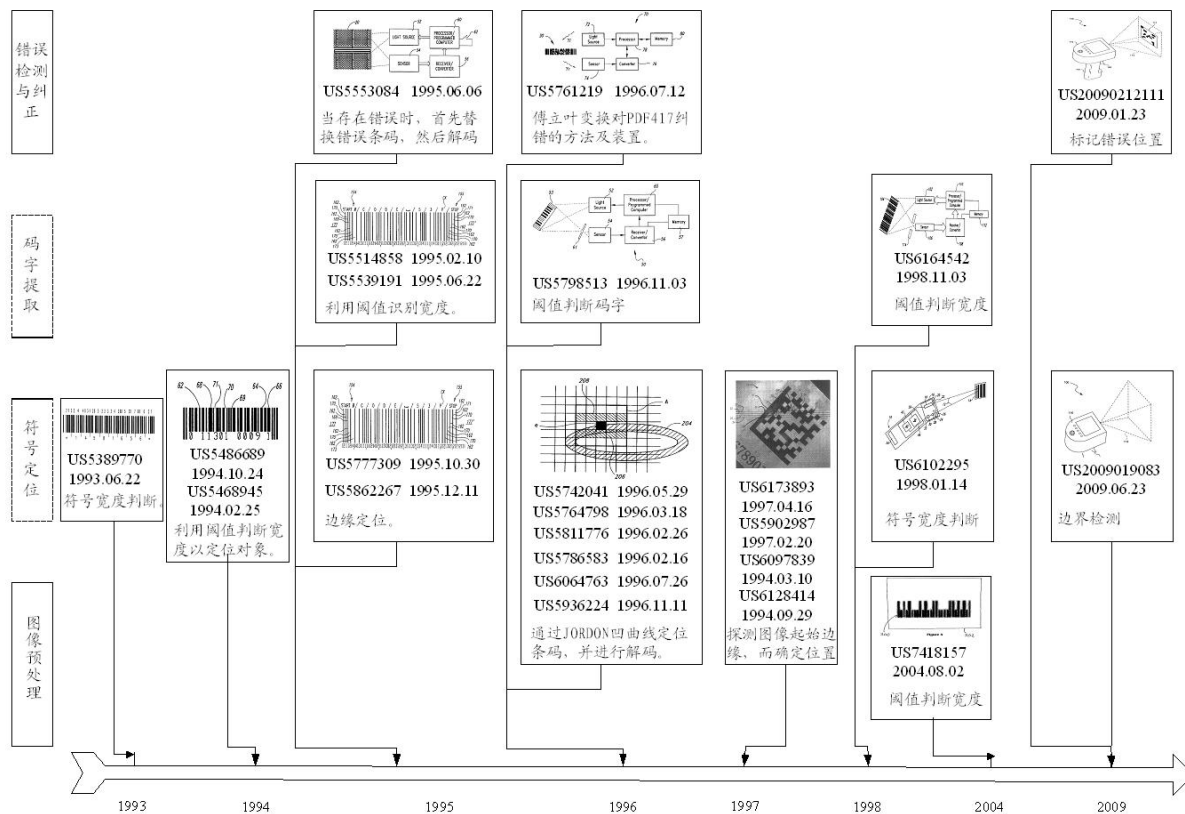 错误
检测
与纠
正
US5553084 1995.06.06
当存在错误时，首先替
换错误条码，然后解码
US5761219 1996.07.12
傅立叶变换对PDF417纠
错的方法及装置。
US20090212111
2009.01.23
标记错误位置
码
字
提
取
US5514858 1995.02.10
US5539191 1995.06.22
利用阈值识别宽度。
US5798513 1996.11.03
阈值判断码字
US6164542
1998.11.03
阈值判断宽度
符
号
定
位
US5389770
1993.06.22
符号宽度判断。
US5486689
1994.10.24
US5468945
1994.02.25
利用阈值判断宽
度以定位对象。
US5777309 1995.10.30
US5862267 1995.12.11
边缘定位。
US5742041 1996.05.29
US5764798 1996.03.18
US5811776 1996.02.26
US5786583 1996.02.16
US6064763 1996.07.26
US5936224 1996.11.11
通过JORDON凹曲线定位
条码，并进行解码。
US6173893
1997.04.16
US5902987
1997.02.20
US6097839
1994.03.10
US6128414
1994.09.29
探测图像起始边
缘，而确定位置
US6102295
1998.01.14
符号宽度判断
US2009019083
2009.06.23
边界检测
图
像
预
处
理
US7418157
2004.08.02
阈值判断宽度
1993
1994
1995
1996
1997
1998
2004
2009